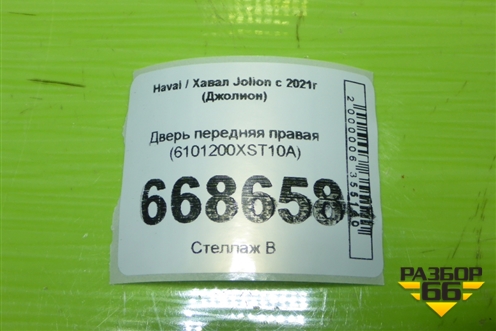 Haval / Хавал Jolion с 2021г
(Джолион)
Дверь передняя правая
(6101200XST10A)
668658
Стеллаж В
РАЗБОР
66